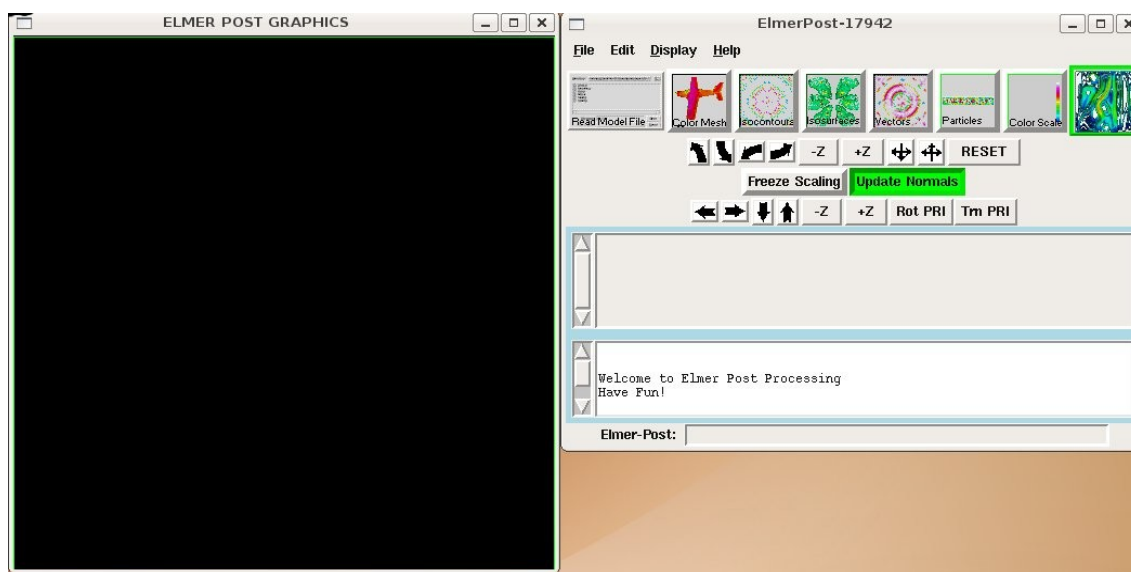 ELMER POST GRAPHICS
ElmerPost-17942
File Edit Display Help
Read Model File Color Mesh Isocontours Isosurfaces Vectors Particles Color Scale
-Z +Z RESET
Freeze Scaling Update Normals
-Z +Z Rot PRI Trn PRI
Welcome to Elmer Post Processing
Have Fun!
Elmer-Post: